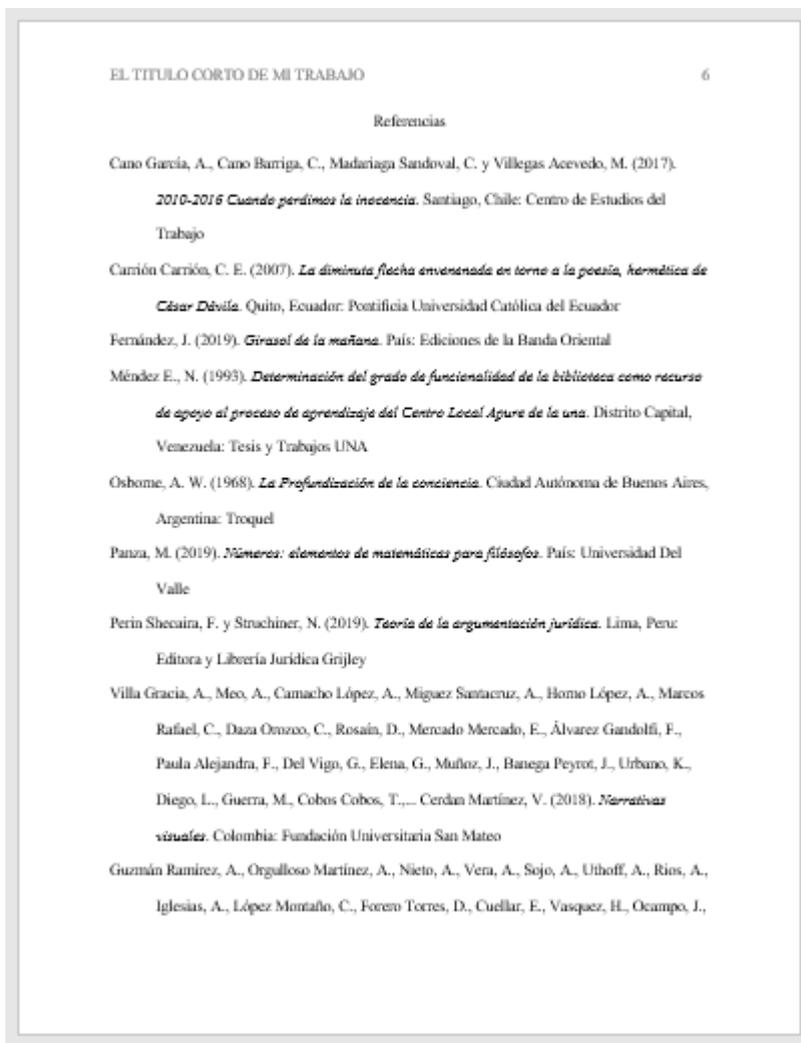 EL TITULO CORTO DE MI TRABAJO 6
Referencias
Cano García, A., Cano Barriga, C., Madariaga Sandoval, C. y Villegas Acevedo, M. (2017).
2010-2016 Cuando perdimos la inocencia. Santiago, Chile: Centro de Estudios del
Trabajo
Carrión Carrión, C. E. (2007). La diminuta flecha envenenada en torno a la poesía, hermética de
César Dávila. Quito, Ecuador: Pontificia Universidad Católica del Ecuador
Fernández, J. (2019). Girasol de la mañana. País: Ediciones de la Banda Oriental
Méndez E., N. (1993). Determinación del grado de funcionalidad de la biblioteca como recurso
de apoyo al proceso de aprendizaje del Centro Local Apure de la una. Distrito Capital,
Venezuela: Tesis y Trabajos UNA
Osborne, A. W. (1968). La Profundización de la conciencia. Ciudad Autónoma de Buenos Aires,
Argentina: Troquel
Panza, M. (2019). Números: elementos de matemáticas para filósofos. País: Universidad Del
Valle
Perin Shecaira, F. y Struchiner, N. (2019). Teoría de la argumentación jurídica. Lima, Peru:
Editora y Librería Jurídica Grijley
Villa Gracia, A., Meo, A., Camacho López, A., Miguez Santacruz, A., Homo López, A., Marcos
Rafael, C., Daza Orozco, C., Rosaín, D., Mercado Mercado, E., Álvarez Gandolfi, F.,
Paula Alejandra, F., Del Vigo, G., Elena, G., Muñoz, J., Banega Peyrot, J., Urbano, K.,
Diego, L., Guerra, M., Cobos Cobos, T.,... Cerdan Martínez, V. (2018). Narrativas
visuales. Colombia: Fundación Universitaria San Mateo
Guzmán Ramírez, A., Orgulloso Martínez, A., Nieto, A., Vera, A., Sojo, A., Uthoff, A., Rios, A.,
Iglesias, A., López Montaño, C., Forero Torres, D., Cuellar, E., Vasquez, H., Ocampo, J.,